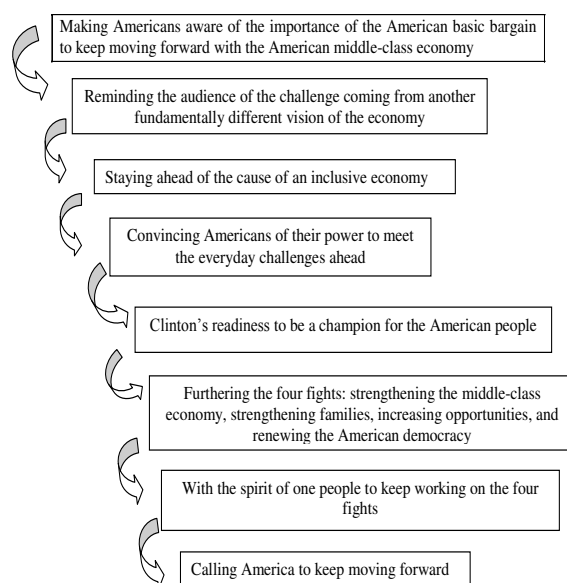 Making Americans aware of the importance of the American basic bargain
to keep moving forward with the American middle-class economy
Reminding the audience of the challenge coming from another
fundamentally different vision of the economy
Staying ahead of the cause of an inclusive economy
Convincing Americans of their power to meet
the everyday challenges ahead
Clinton's readiness to be a champion for the American people
Furthering the four fights: strengthening the middle-class
economy, strengthening families, increasing opportunities, and
renewing the American democracy
With the spirit of one people to keep working on the four
fights
Calling America to keep moving forward